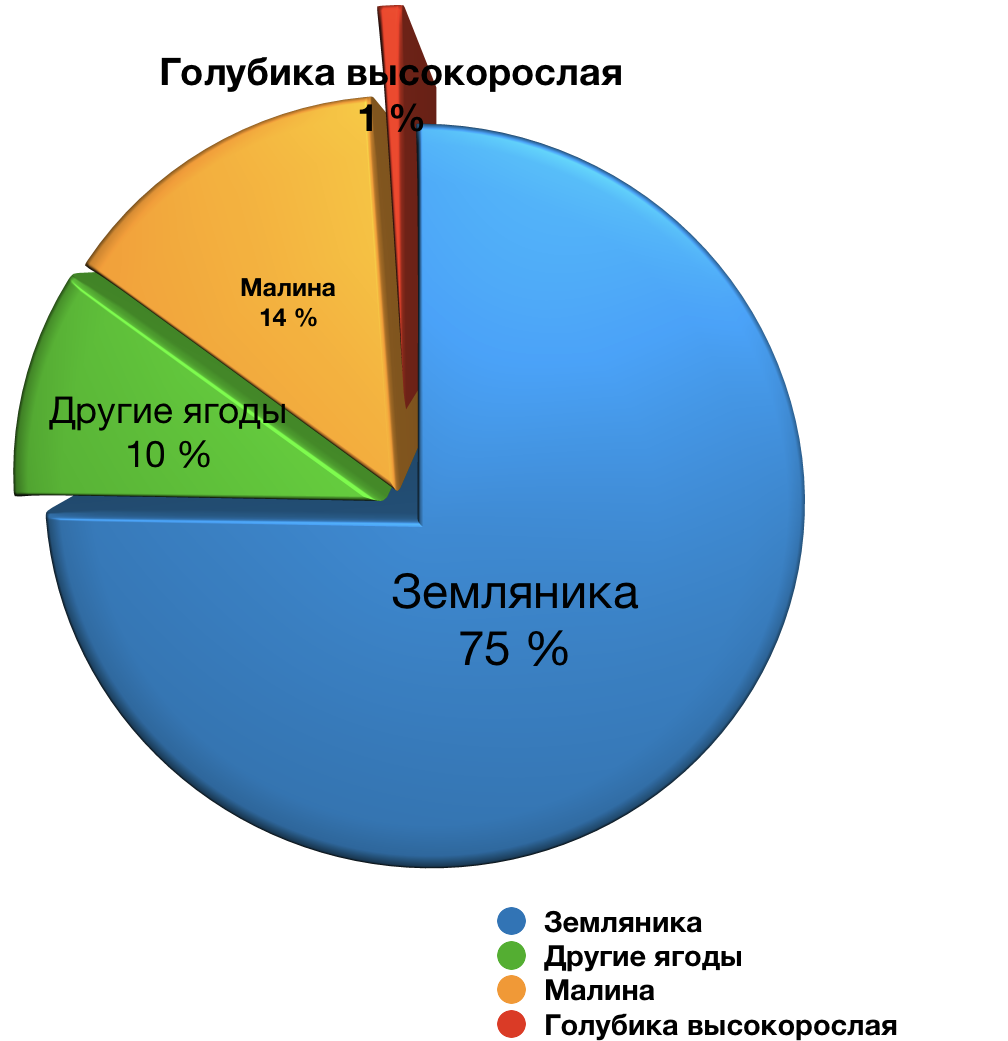 Голубика высокорослая
1 %
Малина
14 %
Другие ягоды
10 %
Земляника
75 %
Земляника
Другие ягоды
Малина
Голубика высокорослая